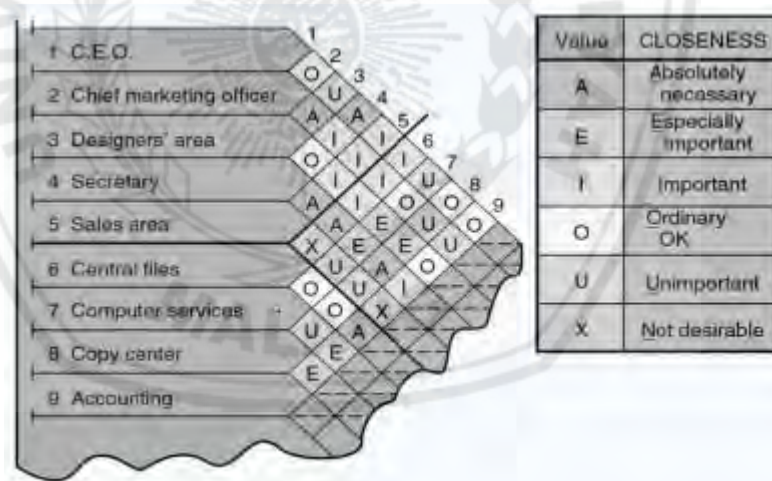 1 C.E.O.
2 Chief marketing officer
3 Designers' area
4 Secretary
5 Sales area
6 Central files
7 Computer services
8 Copy center
9 Accounting
1
2
3
4
5
6
7
8
9
O
U
A A
I I
O I I
I I U
A I O O
A E U O
X E E U
U A O
O U I
O X
U A
E
E
Value CLOSENESS
A Absolutely
necessary
E Especially
important
I Important
O Ordinary
OK
U Unimportant
X Not desirable